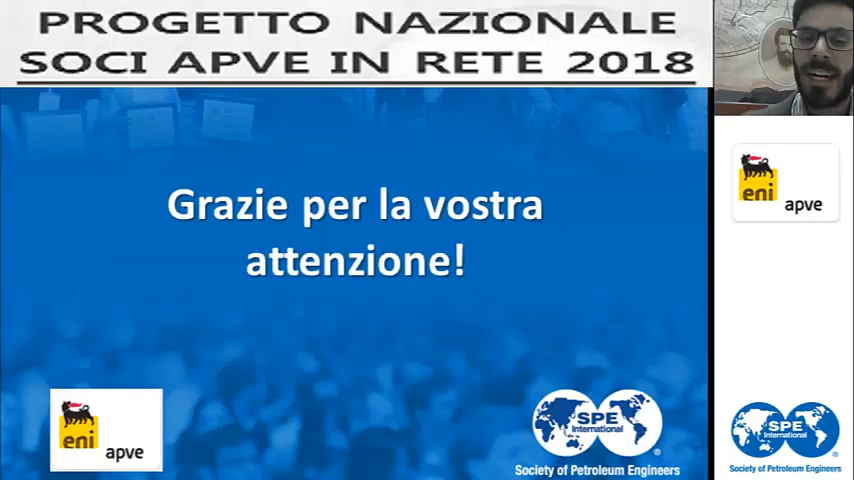 PROGETTO NAZIONALE
SOCI APVE IN RETE 2018
Grazie per la vostra
attenzione!
eni
apve
SPE
International
Society of Petroleum Engineers
eni
apve
SPE
International
Society of Petroleum Engineers